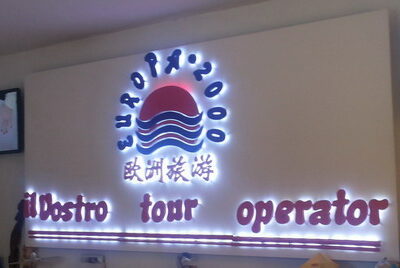 EUROPA·2000
欧洲旅游
il Vostro tour operator